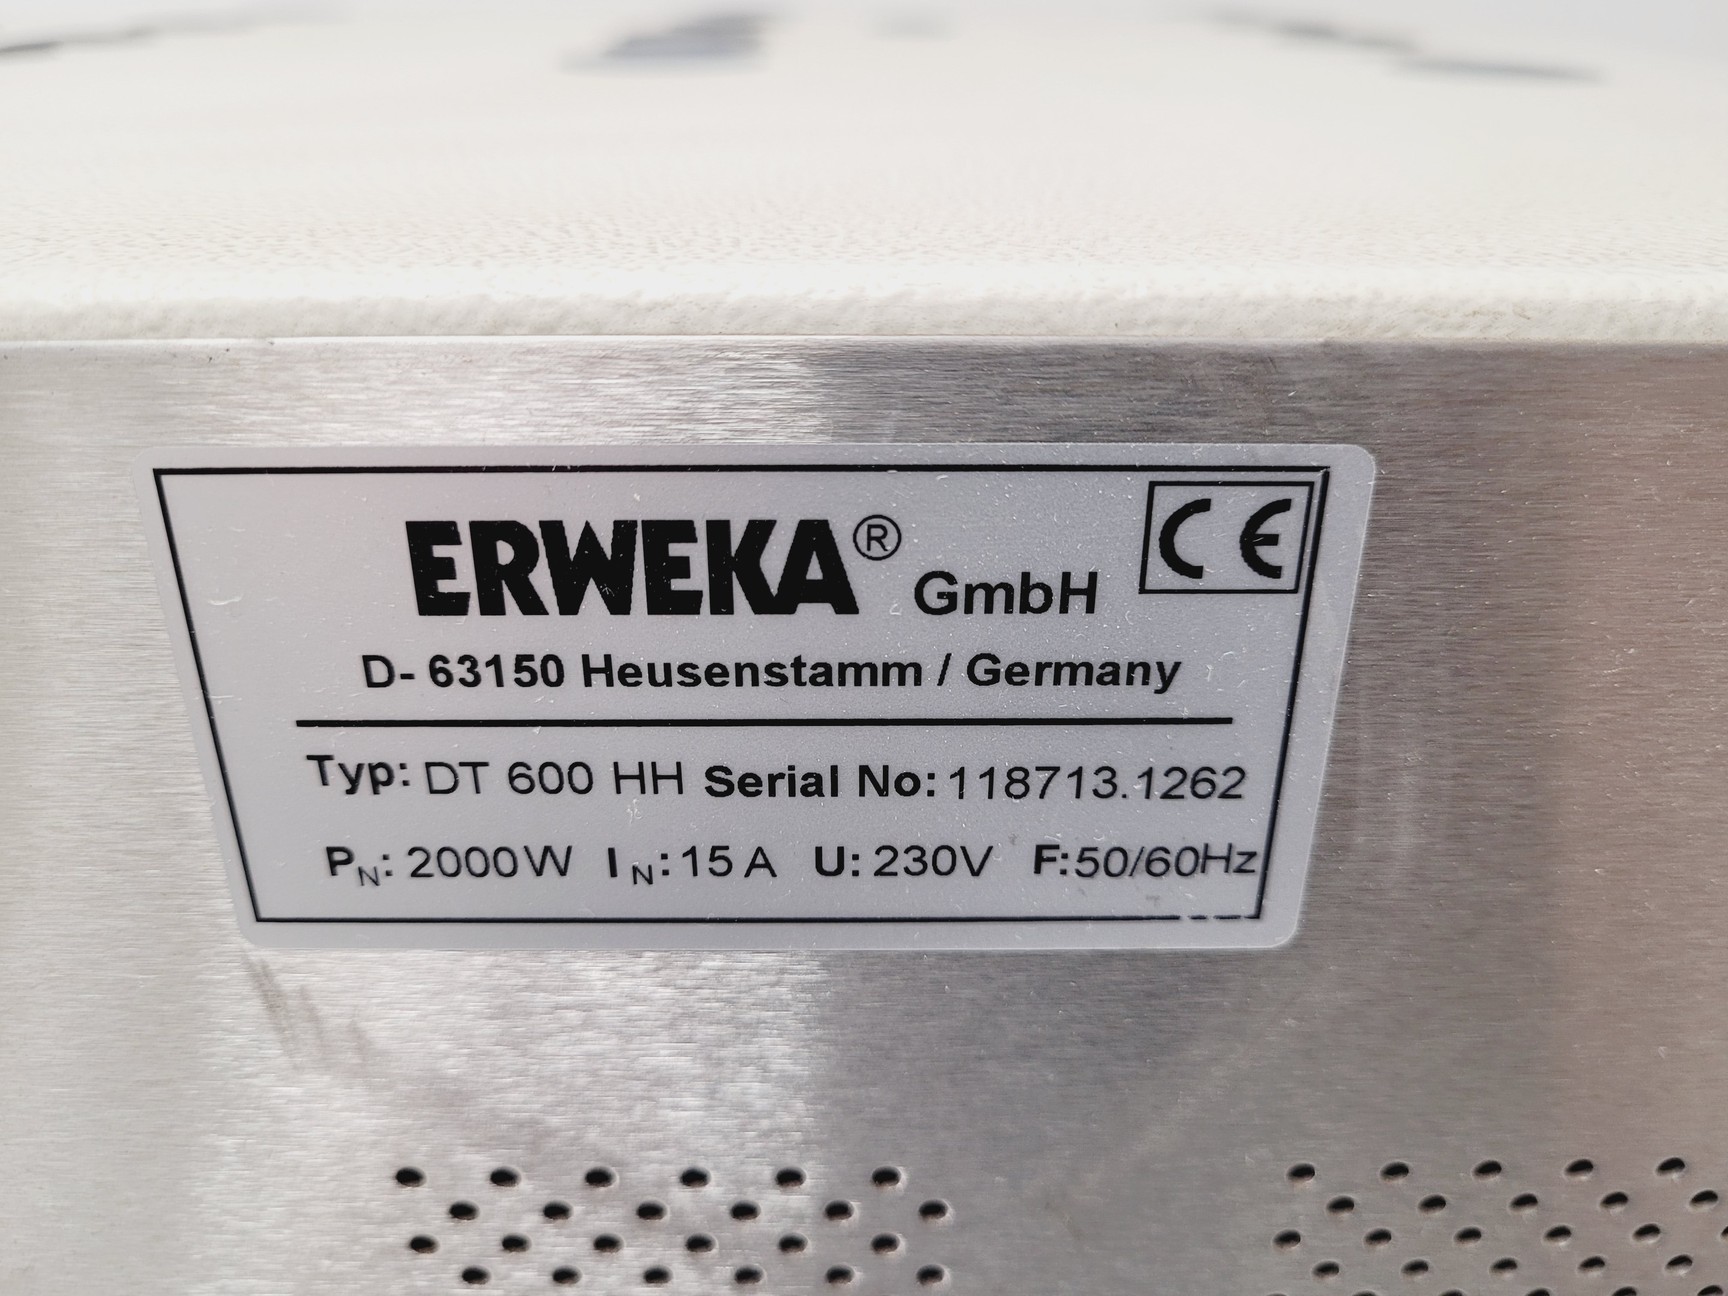 ERWEKA® GmbH CE
D- 63150 Heusenstamm / Germany
Typ: DT 600 HH Serial No: 118713.1262
PN: 2000W IN: 15 A U: 230V F:50/60Hz